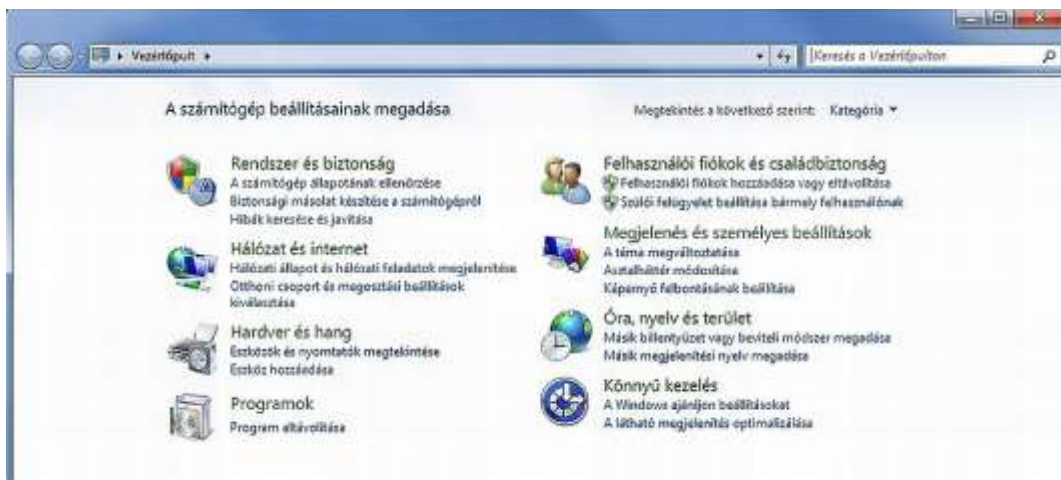 Vezérlőpult
Keresés a Vezérlőpulton
A számítógép beállításainak megadása
Megtekintés a következő szerint: Kategória
Rendszer és biztonság
A számítógép állapotának ellenőrzése
Biztonsági másolat készítése a számítógépről
Hibák keresése és javítása
Hálózat és internet
Hálózati állapot és hálózati feladatok megjelenítése
Otthoni csoport és megosztási beállítások
kiválasztása
Hardver és hang
Eszközök és nyomtatók megtekintése
Eszköz hozzáadása
Programok
Program eltávolítása
Felhasználói fiókok és családbiztonság
Felhasználói fiókok hozzáadása vagy eltávolítása
Szülői felügyelet beállítása bármely felhasználónak
Megjelenés és személyes beállítások
A téma megváltoztatása
Asztalháttér módosítása
Képernyő felbontásának beállítása
Óra, nyelv és terület
Másik billentyűzet vagy beviteli módszer megadása
Másik megjelenítési nyelv megadása
Könnyű kezelés
A Windows ajánljon beállításokat
A látható megjelenítés optimalizálása